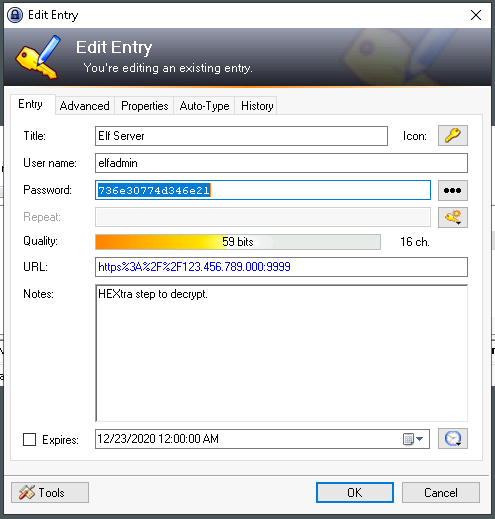 Edit Entry
Edit Entry
You're editing an existing entry.
Entry Advanced Properties Auto-Type History
Title: Elf Server Icon:
User name: elfadmin
Password: 736e30774d346e21
Repeat:
Quality: 59 bits 16 ch.
URL: https%3A%2F%2F123.456.789.000:9999
Notes: HEXtra step to decrypt.
Expires: 12/23/2020 12:00:00 AM
Tools OK Cancel